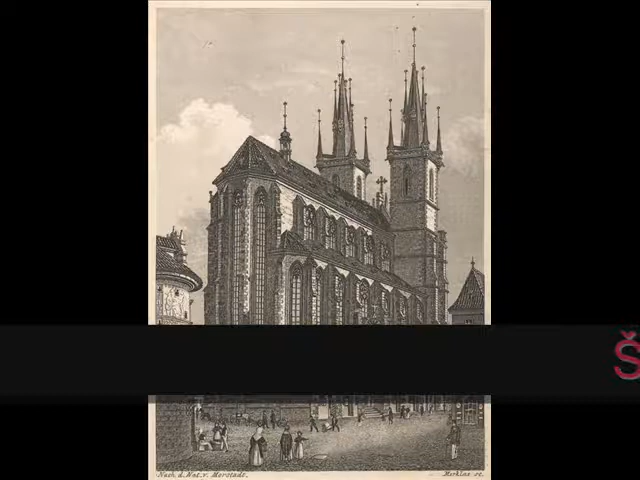 Š
Nach d. Nat. v. Morstadt.
Merklas sc.